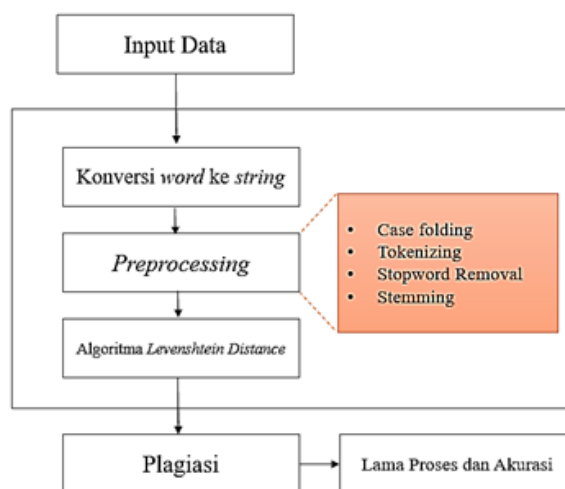 Input Data
Konversi word ke string
Preprocessing
• Case folding
• Tokenizing
• Stopword Removal
• Stemming
Algoritma Levenshtein Distance
Plagiasi
Lama Proses dan Akurasi